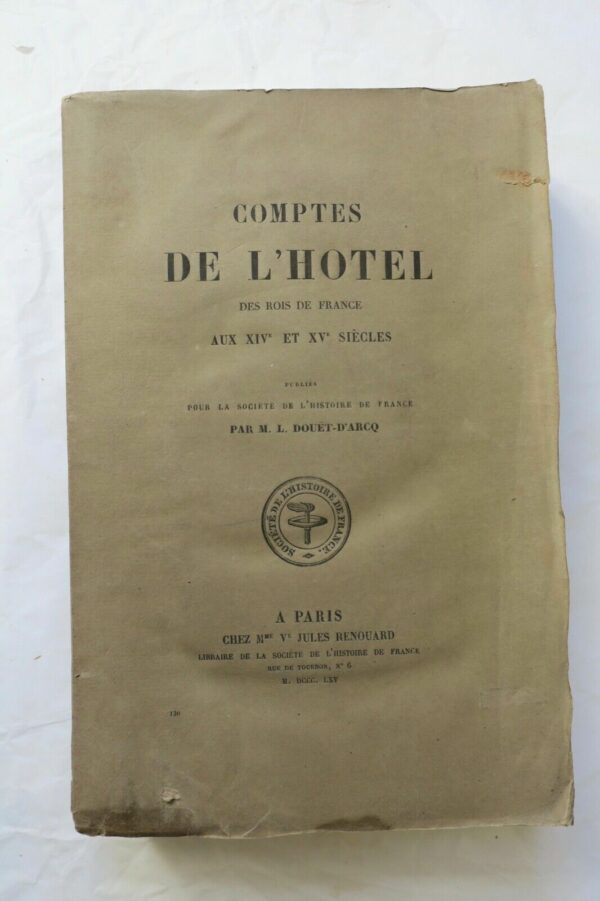 COMPTES
DE L'HOTEL
DES ROIS DE FRANCE
AUX XIVᵉ ET XVᵉ SIÈCLES
PUBLIÉS
POUR LA SOCIÉTÉ DE L'HISTOIRE DE FRANCE
PAR M. L. DOUËT-D'ARCQ
SOCIÉTÉ DE L'HISTOIRE DE FRANCE.
A PARIS
CHEZ Mᵐᵉ Vᵉ JULES RENOUARD
LIBRAIRE DE LA SOCIÉTÉ DE L'HISTOIRE DE FRANCE
RUE DE TOURNON, N° 6
M. DCCC. LXV
130